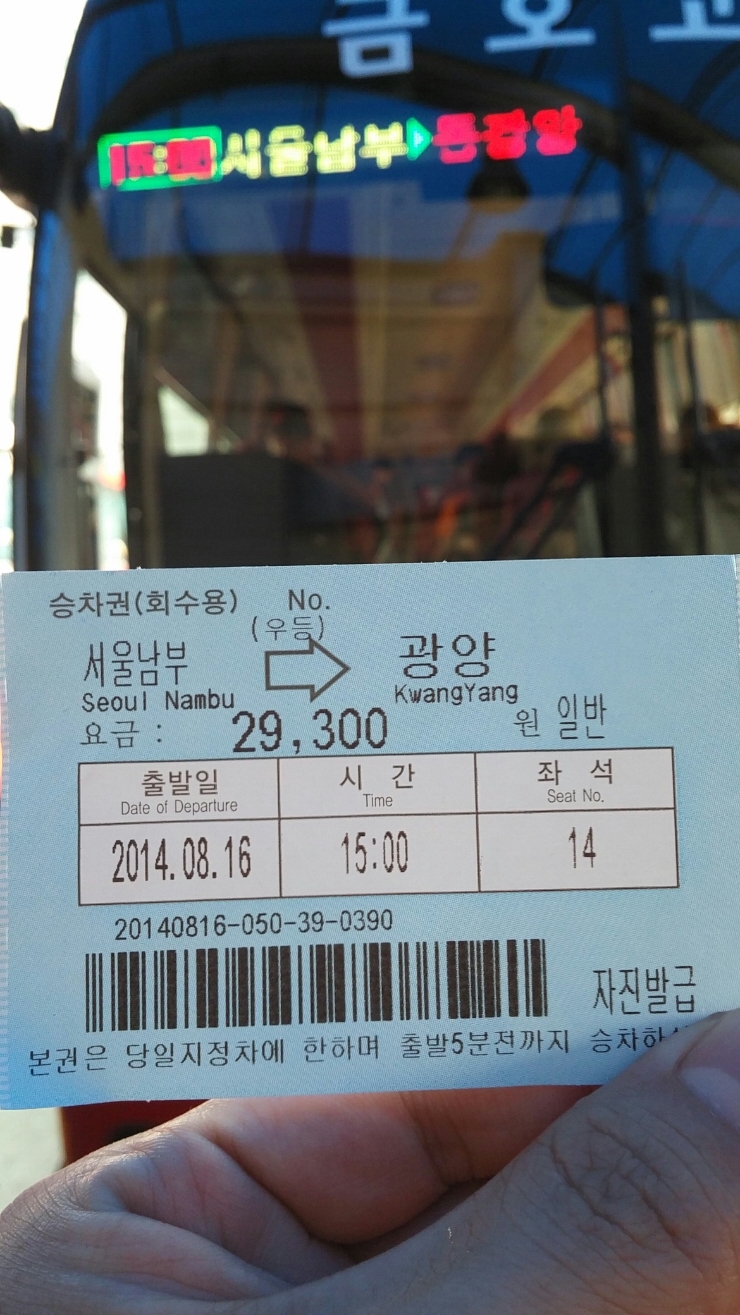 금호고
15:00 서울남부▶동광양
승차권(회수용) No.
(우등)
서울남부 광양
Seoul Nambu KwangYang
요금 : 29,300 원 일반
출발일 시 간 좌 석
Date of Departure Time Seat No.
2014.08.16 15:00 14
20140816-050-39-0390
자진발급
본권은 당일지정차에 한하며 출발5분전까지 승차하